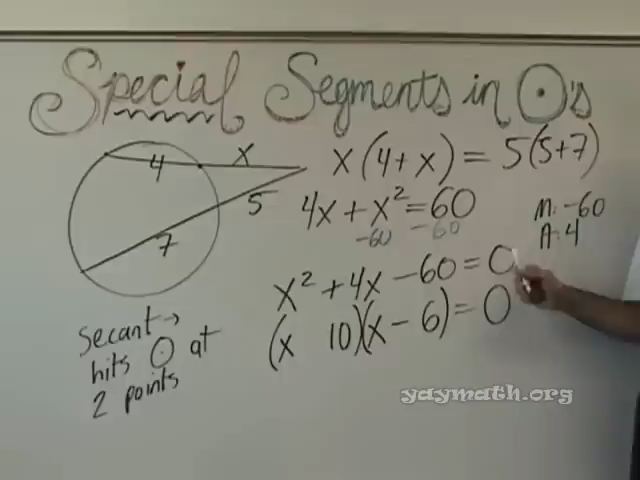 Special Segments in ⊙'s
4 x
5
7
x(4+x) = 5(5+7)
4x + x² = 60
-60 -60
M: -60
A: 4
x² + 4x - 60 = 0
(x 10)(x - 6) = 0
Secant →
hits ⊙ at
2 points
yaymath.org